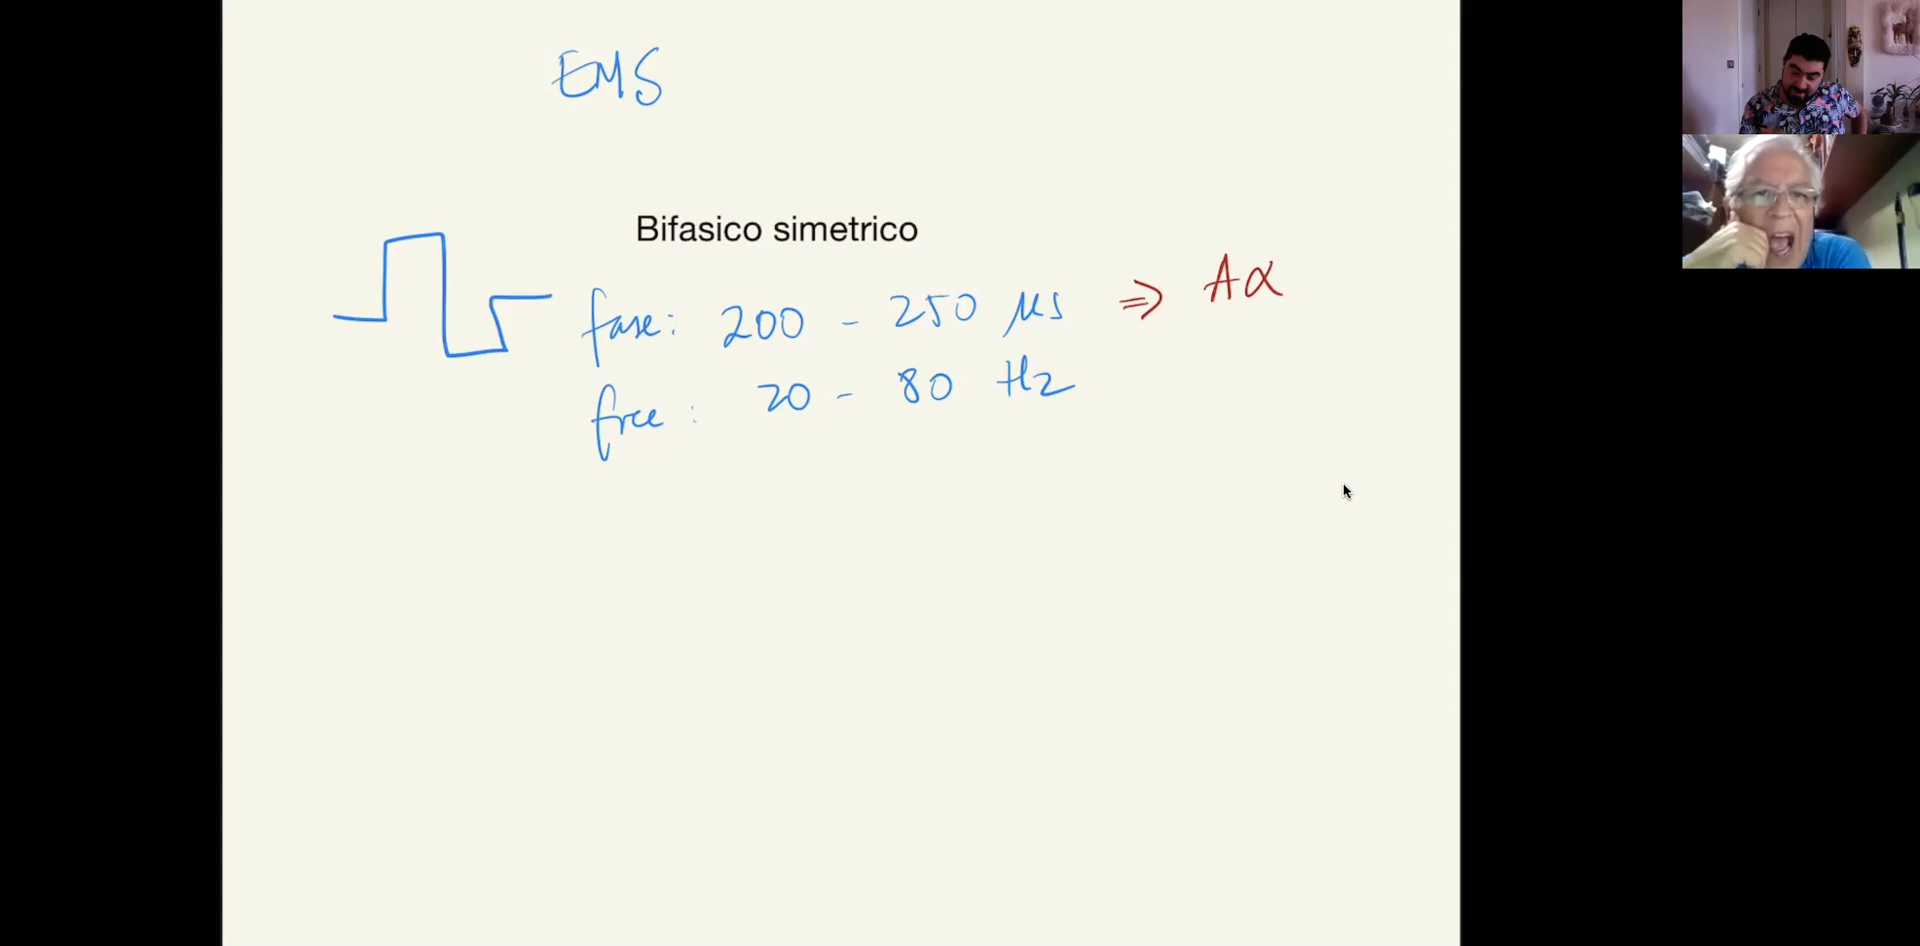 EMS
Bifasico simetrico
fase: 200 - 250 µs ⇒ Aα
frec: 20 - 80 Hz